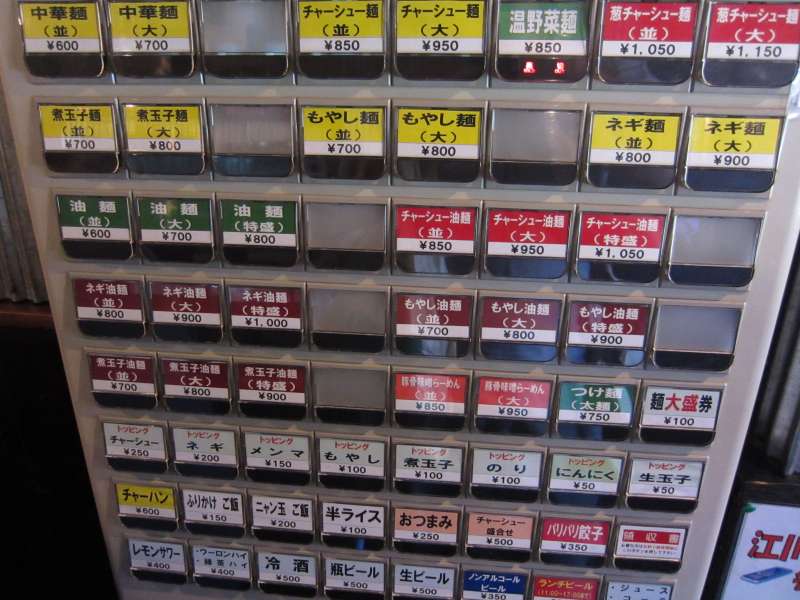 中華麺
（並）
¥600
中華麺
（大）
¥700
チャーシュー麺
（並）
¥850
チャーシュー麺
（大）
¥950
温野菜麺
¥850
葱チャーシュー麺
（並）
¥1,050
葱チャーシュー麺
（大）
¥1,150
煮玉子麺
（並）
¥700
煮玉子麺
（大）
¥800
もやし麺
（並）
¥700
もやし麺
（大）
¥800
ネギ麺
（並）
¥800
ネギ麺
（大）
¥900
油麺
（並）
¥600
油麺
（大）
¥700
油麺
（特盛）
¥800
チャーシュー油麺
（並）
¥850
チャーシュー油麺
（大）
¥950
チャーシュー油麺
（特盛）
¥1,050
ネギ油麺
（並）
¥800
ネギ油麺
（大）
¥900
ネギ油麺
（特盛）
¥1,000
もやし油麺
（並）
¥700
もやし油麺
（大）
¥800
もやし油麺
（特盛）
¥900
煮玉子油麺
（並）
¥700
煮玉子油麺
（大）
¥800
煮玉子油麺
（特盛）
¥900
豚骨味噌らーめん
（並）
¥850
豚骨味噌らーめん
（大）
¥950
つけ麺
（太麺）
¥750
麺大盛券
¥100
トッピング
チャーシュー
¥250
トッピング
ネギ
¥200
トッピング
メンマ
¥150
トッピング
もやし
¥100
トッピング
煮玉子
¥100
トッピング
のり
¥100
トッピング
にんにく
¥50
トッピング
生玉子
¥50
チャーハン
¥600
ふりかけ ご飯
¥150
ニャン玉 ご飯
¥200
半ライス
¥100
おつまみ
¥250
チャーシュー
盛合せ
¥500
パリパリ餃子
¥350
領収書
レモンサワー
¥400
・ウーロンハイ
・緑茶ハイ
¥400
冷酒
¥500
瓶ビール
¥500
生ビール
¥500
ノンアルコール
ビール
¥350
ランチビール
(11:00~17:00まで)
・ジュース
江川